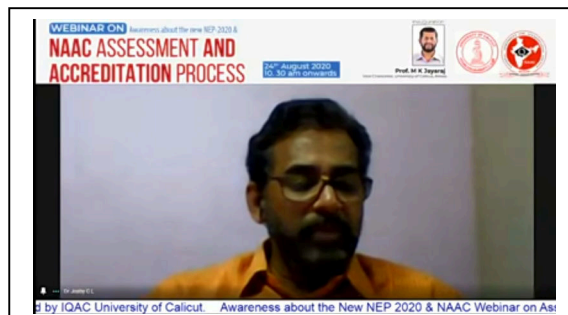 WEBINAR ON Awareness about the new NEP-2020 &
NAAC ASSESSMENT AND
ACCREDITATION PROCESS
24TH August 2020
10. 30 am onwards
Prof. M K Jayaraj
d by IQAC University of Calicut. Awareness about the New NEP 2020 & NAAC Webinar on Ass